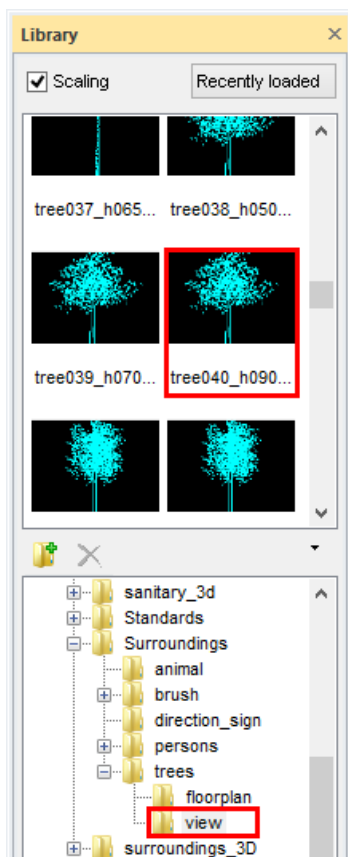 Library
Scaling Recently loaded
tree037_h065... tree038_h050...
tree039_h070... tree040_h090...
sanitary_3d
Standards
Surroundings
animal
brush
direction_sign
persons
trees
floorplan
view
surroundings_3D